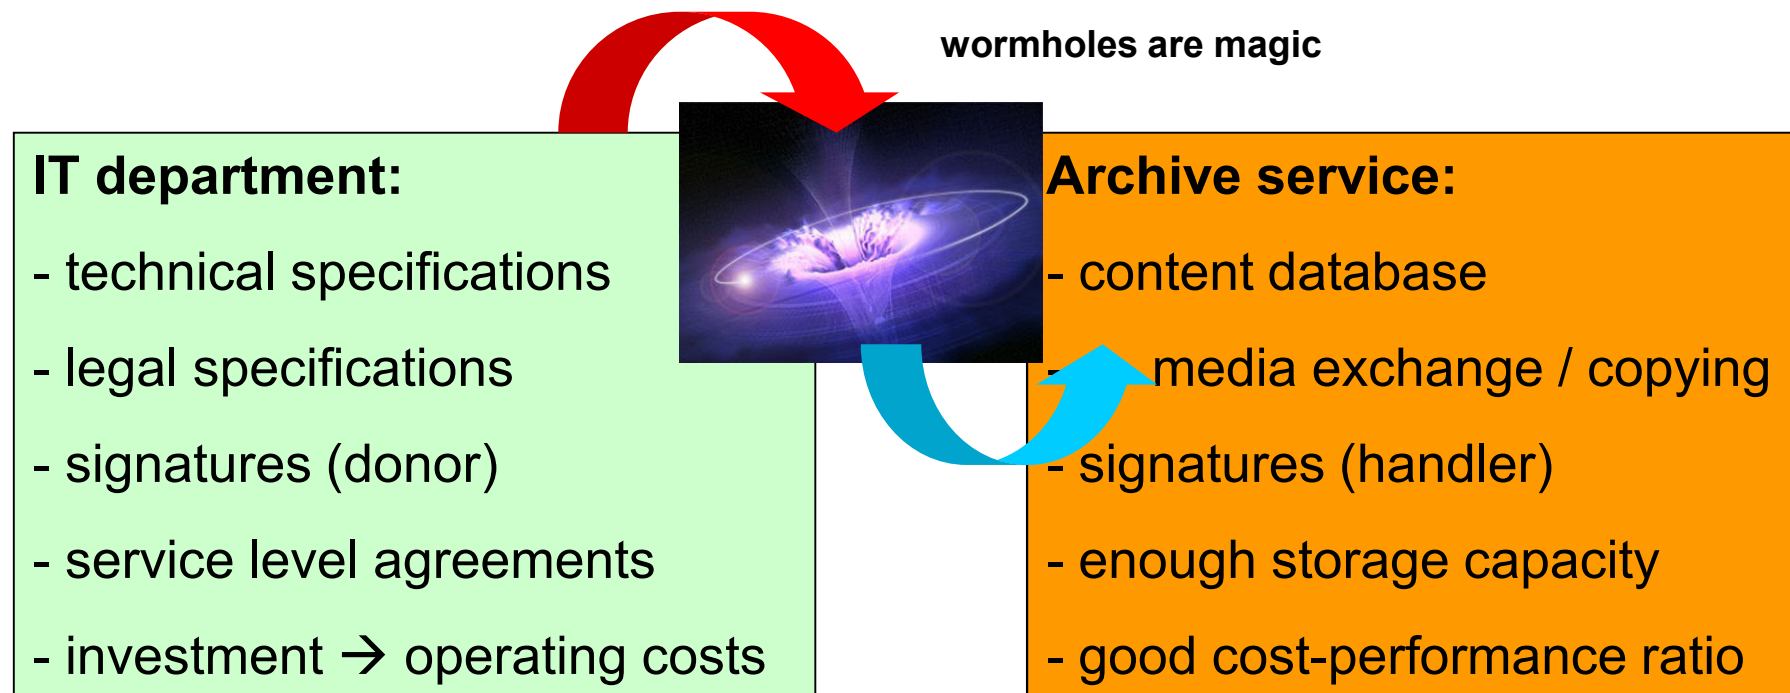 wormholes are magic
IT department:
- technical specifications
- legal specifications
- signatures (donor)
- service level agreements
- investment → operating costs
Archive service:
- content database
- media exchange / copying
- signatures (handler)
- enough storage capacity
- good cost-performance ratio